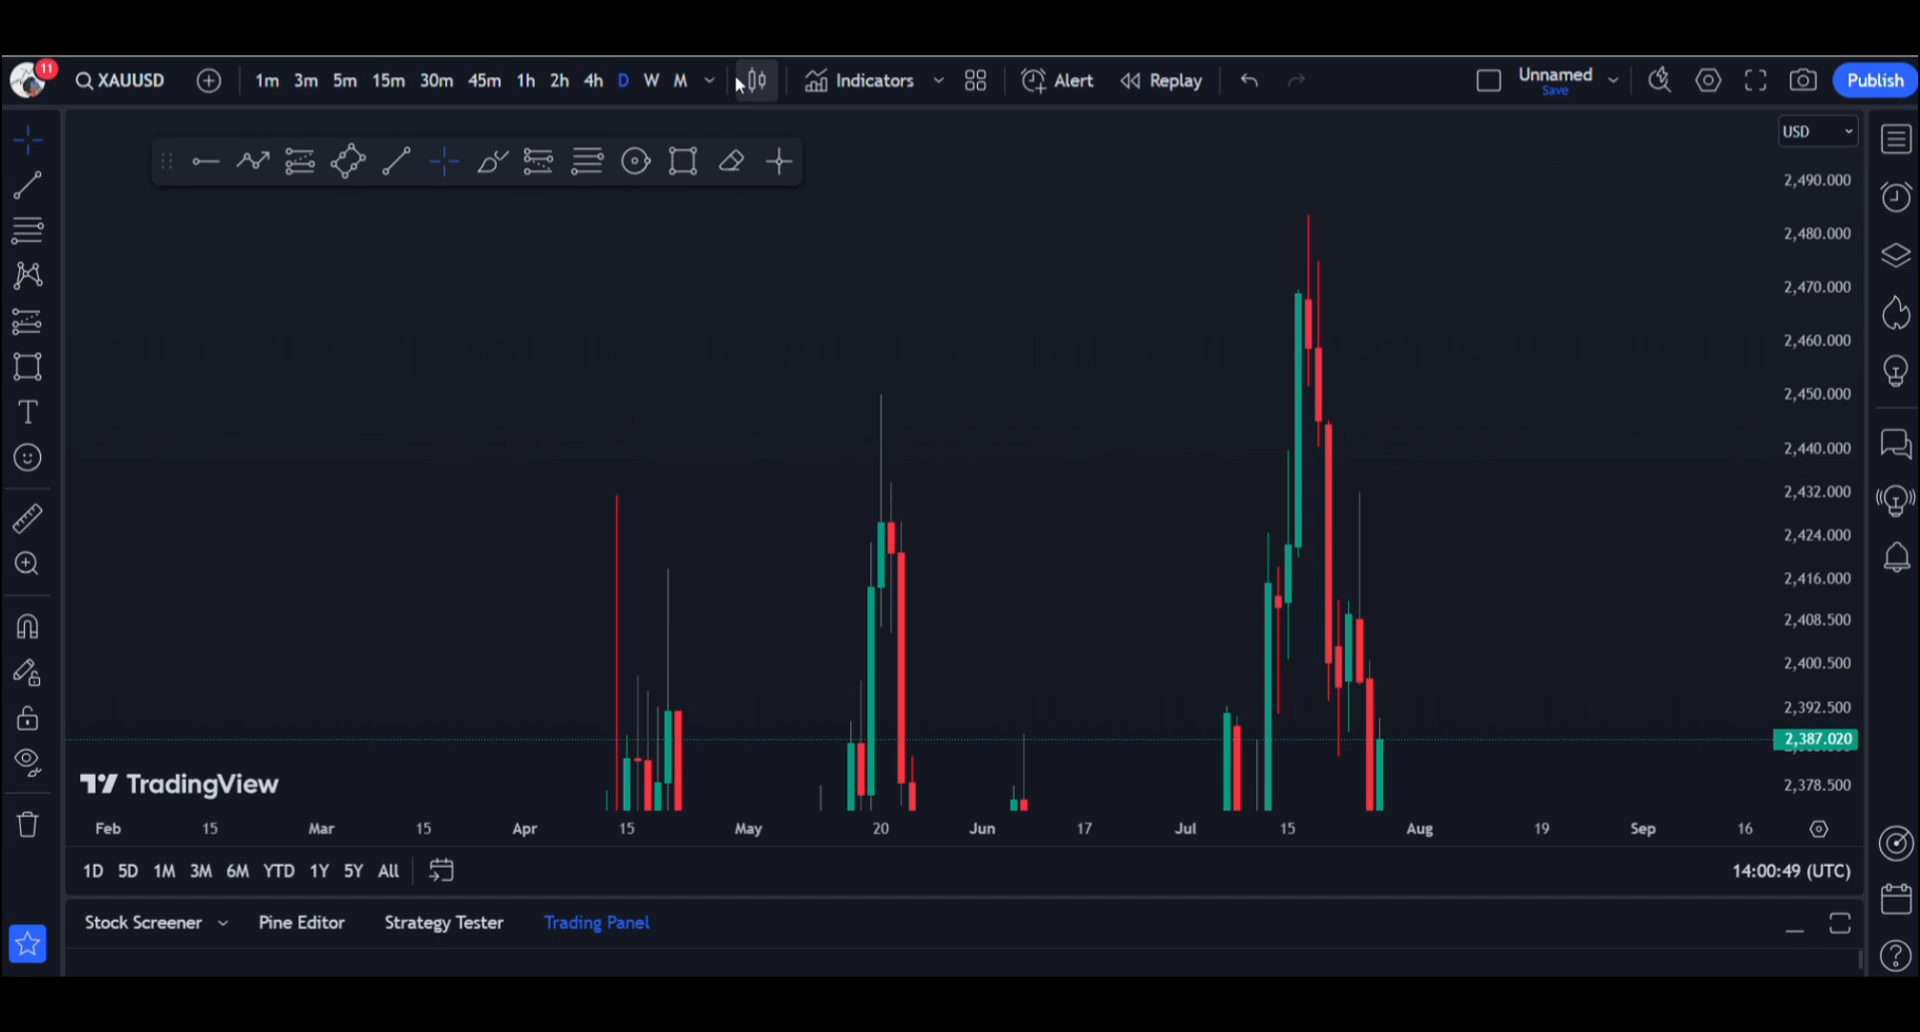 11
XAUUSD
1m 3m 5m 15m 30m 45m 1h 2h 4h D W M
Indicators
Alert
Replay
Unnamed
Save
Publish
USD
2,490.000
2,480.000
2,470.000
2,460.000
2,450.000
2,440.000
2,432.000
2,424.000
2,416.000
2,408.500
2,400.500
2,392.500
2,387.020
2,378.500
TradingView
Feb 15 Mar 15 Apr 15 May 20 Jun 17 Jul 15 Aug 19 Sep 16
1D 5D 1M 3M 6M YTD 1Y 5Y All
14:00:49 (UTC)
Stock Screener Pine Editor Strategy Tester Trading Panel